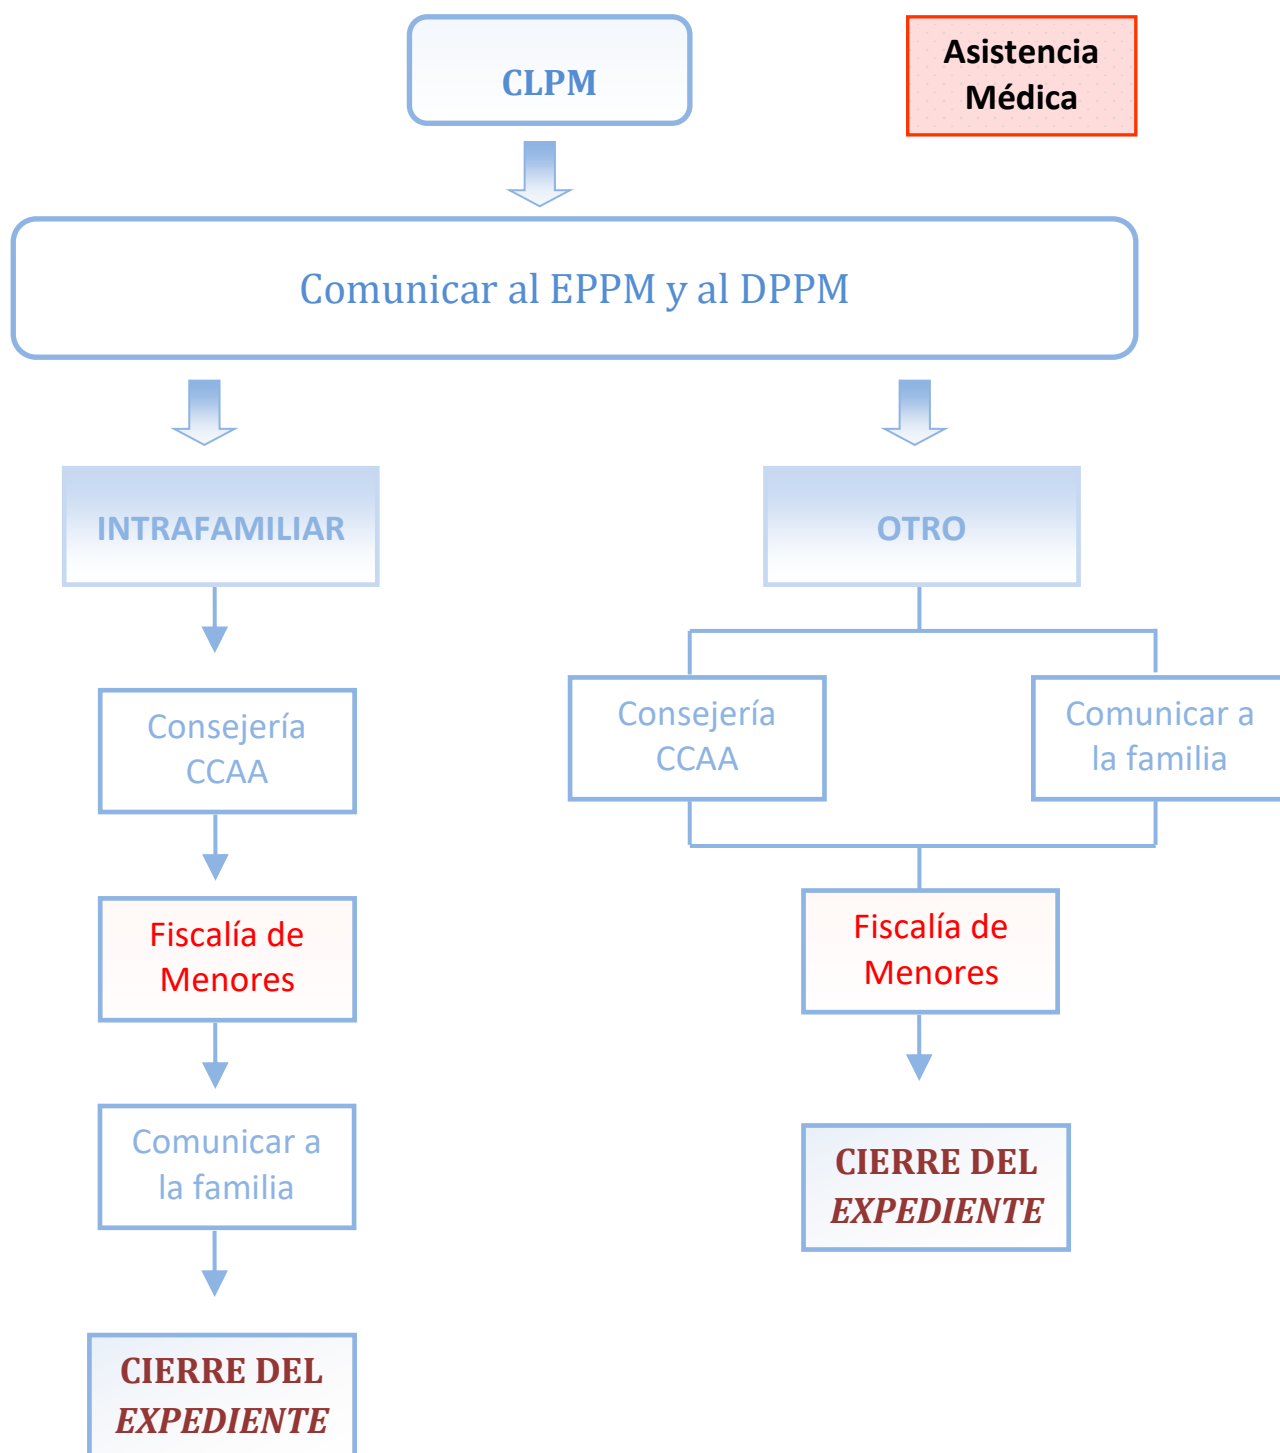 CLPM
Asistencia
Médica
Comunicar al EPPM y al DPPM
INTRAFAMILIAR
OTRO
Consejería
CCAA
Consejería
CCAA
Comunicar a
la familia
Fiscalía de
Menores
Fiscalía de
Menores
Comunicar a
la familia
CIERRE DEL
EXPEDIENTE
CIERRE DEL
EXPEDIENTE